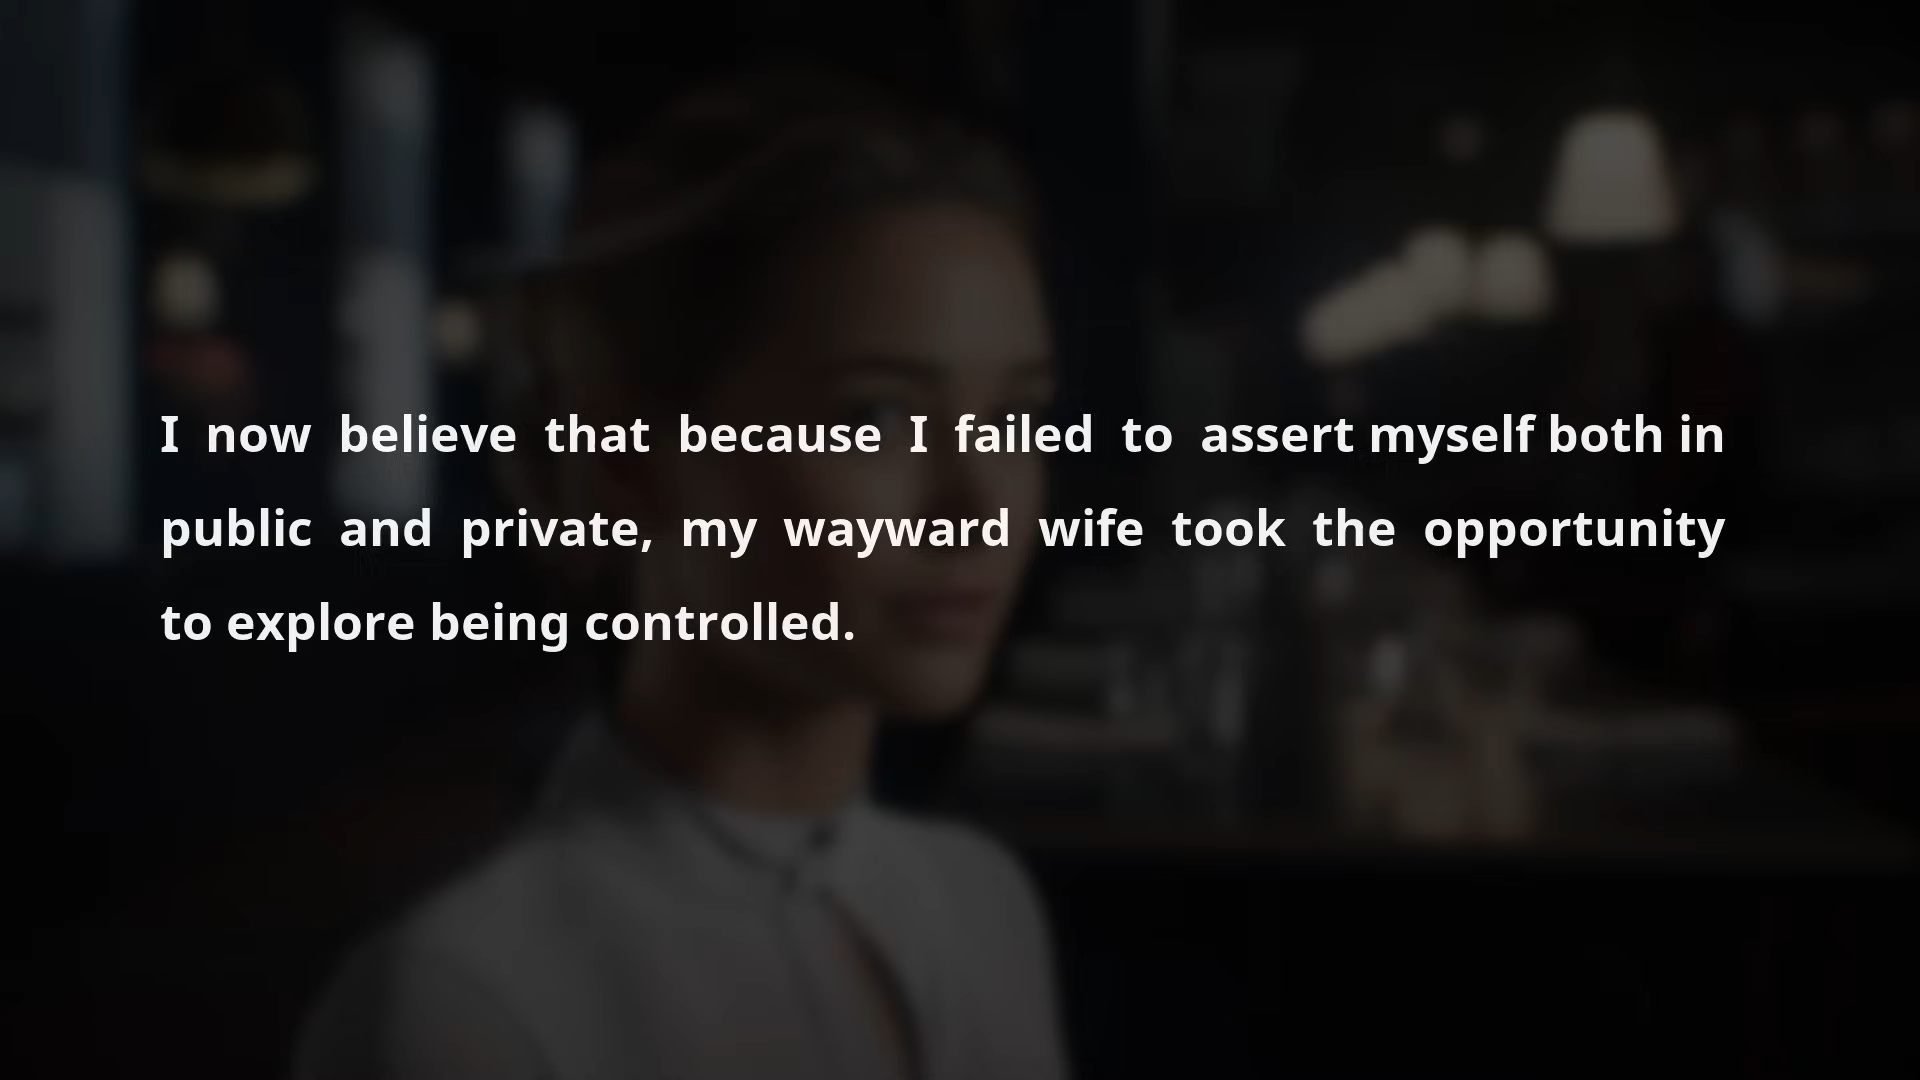 I now believe that because I failed to assert myself both in
public and private, my wayward wife took the opportunity
to explore being controlled.